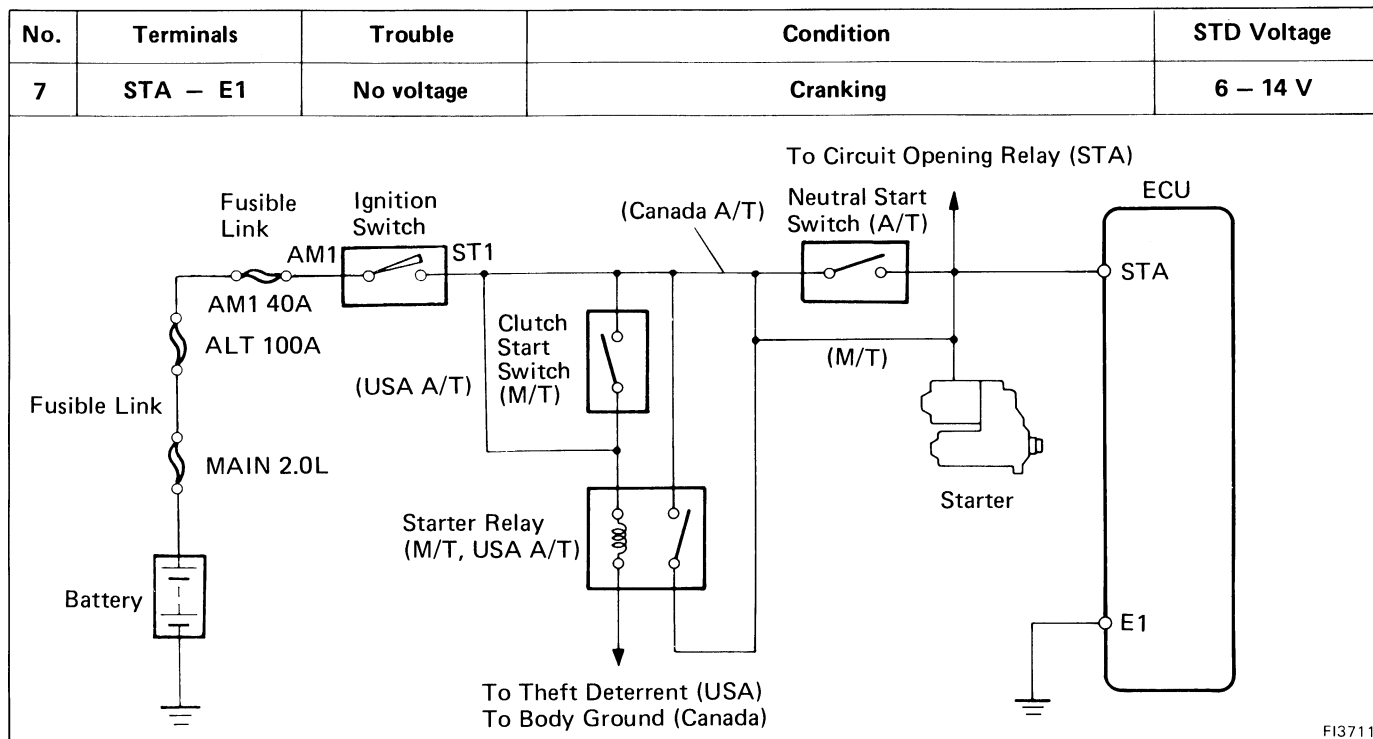 No. Terminals Trouble Condition STD Voltage
7 STA – E1 No voltage Cranking 6 – 14 V
To Circuit Opening Relay (STA)
ECU
Fusible
Link
Ignition
Switch
(Canada A/T)
Neutral Start
Switch (A/T)
AM1
ST1
STA
AM1 40A
ALT 100A
Clutch
Start
Switch
(M/T)
(M/T)
(USA A/T)
Fusible Link
MAIN 2.0L
Starter
Starter Relay
(M/T, USA A/T)
Battery
E1
To Theft Deterrent (USA)
To Body Ground (Canada)
FI3711